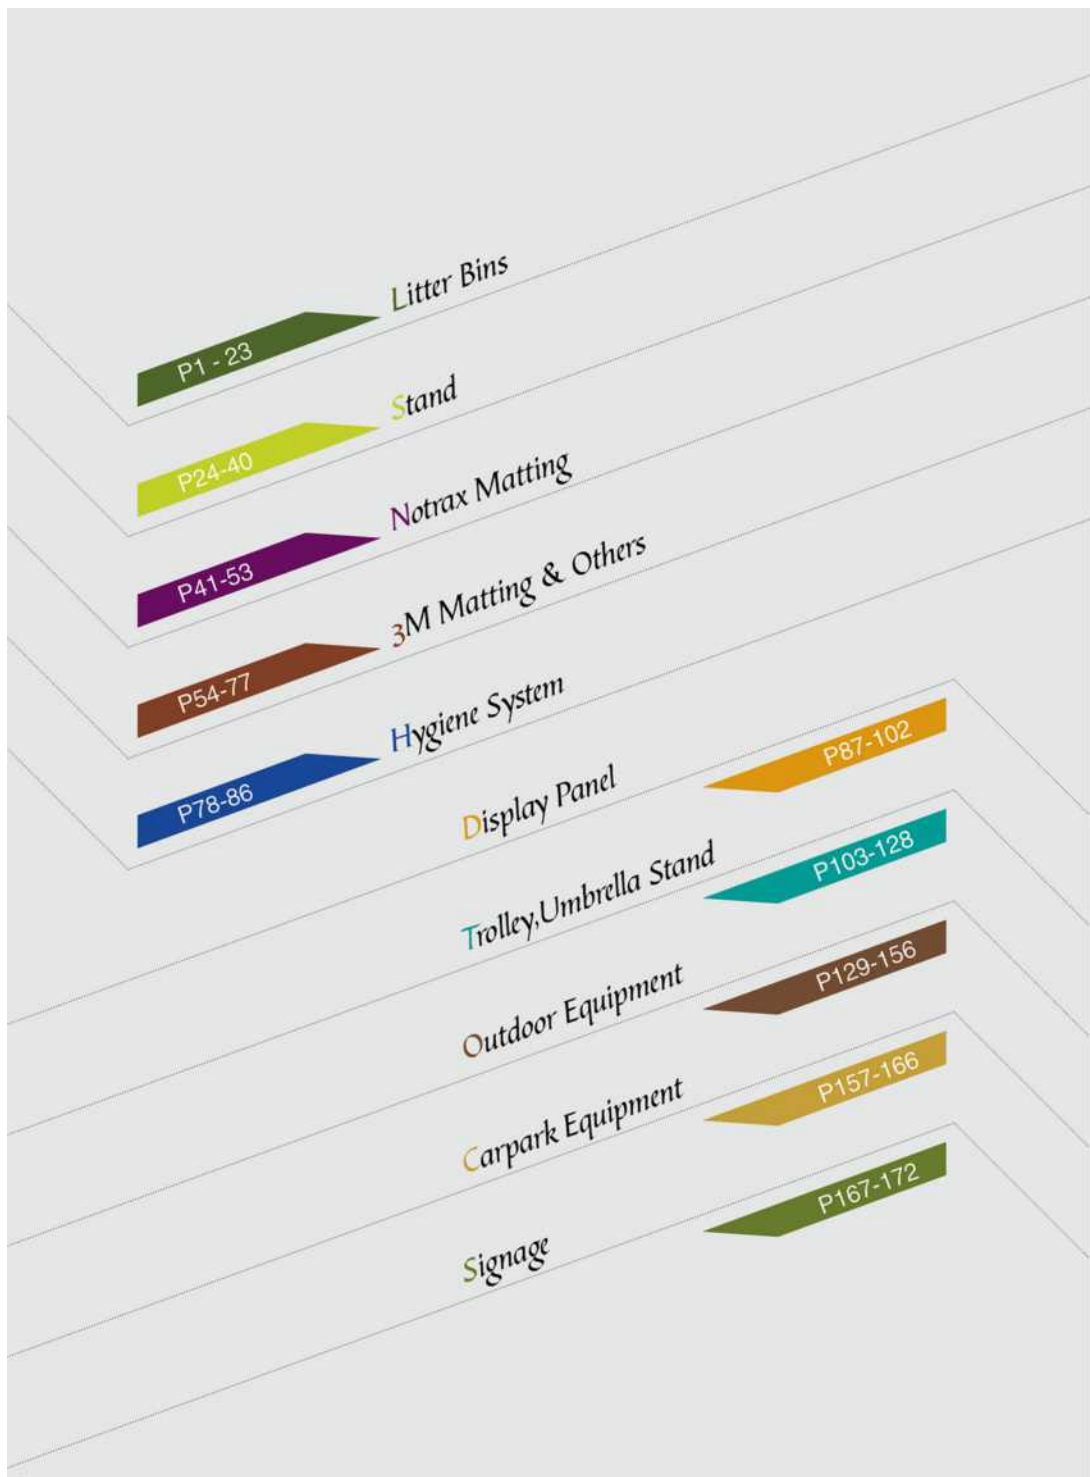 Litter Bins
P1 - 23
Stand
P24-40
Notrax Matting
P41-53
3M Matting & Others
P54-77
Hygiene System
P78-86
Display Panel
P87-102
Trolley,Umbrella Stand
P103-128
Outdoor Equipment
P129-156
Carpark Equipment
P157-166
Signage
P167-172